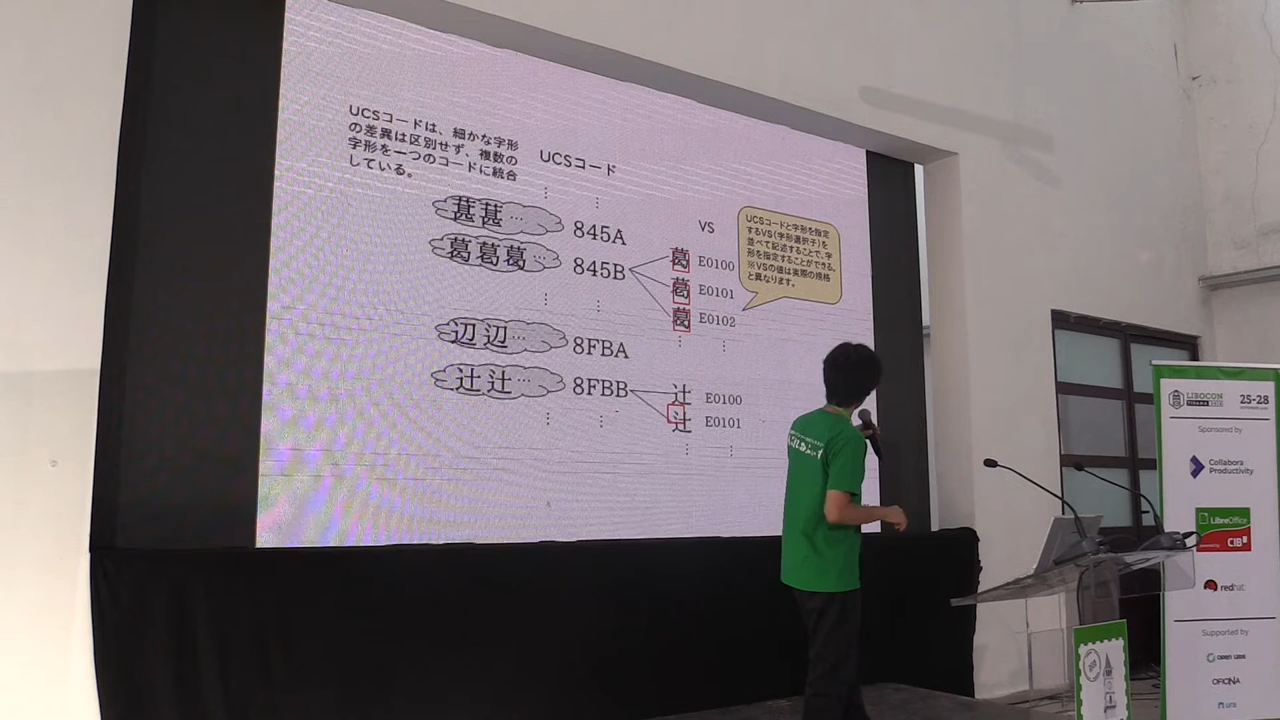 UCSコードは、細かな字形
の差異は区別せず、複数の
字形を一つのコードに統合
している。
UCSコード
葚葚… 845A
葛葛葛… 845B
VS
葛 E0100
葛 E0101
葛 E0102
UCSコードと字形を指定
するVS(字形選択子)を
並べて記述することで、字
形を指定することができる。
※VSの値は実際の規格
と異なります。
辺辺… 8FBA
辻辻… 8FBB
辻 E0100
辻 E0101
LIBOCON
25-28
Sponsored by
Collabora
Productivity
LibreOffice
CIB
redhat
Supported by
OFICINA